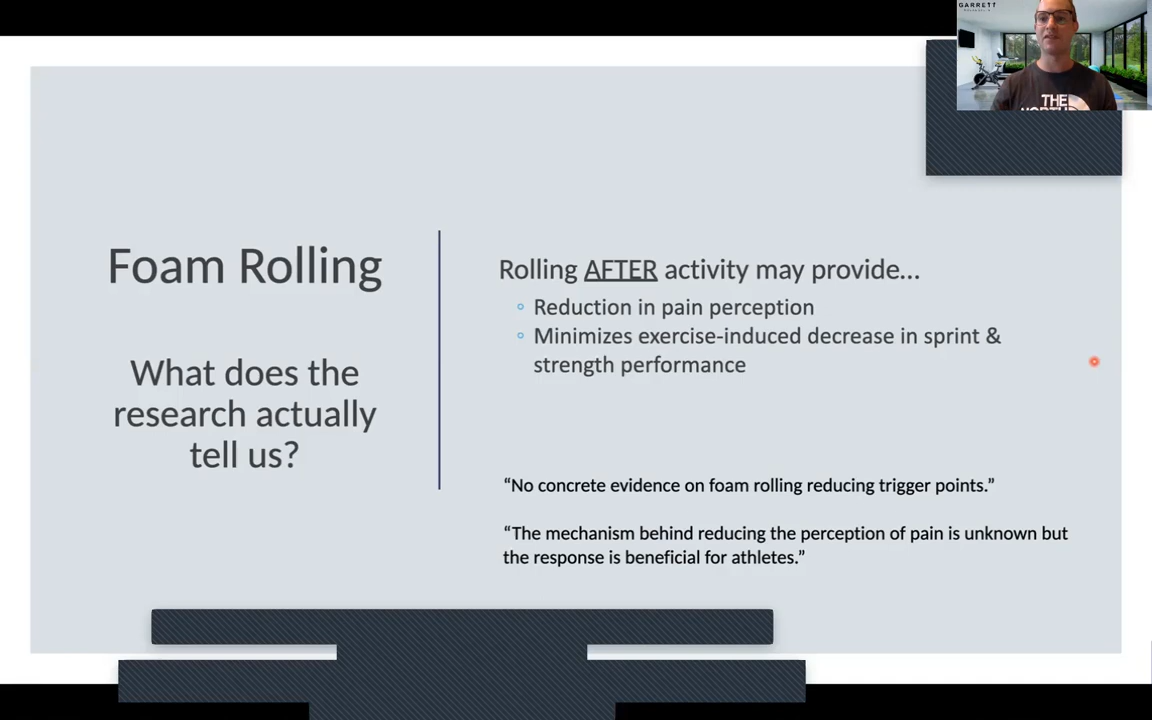 GARRETT
THE
NORTH
Foam Rolling
What does the
research actually
tell us?
Rolling AFTER activity may provide...
Reduction in pain perception
Minimizes exercise-induced decrease in sprint &
strength performance
“No concrete evidence on foam rolling reducing trigger points.”
“The mechanism behind reducing the perception of pain is unknown but
the response is beneficial for athletes.”